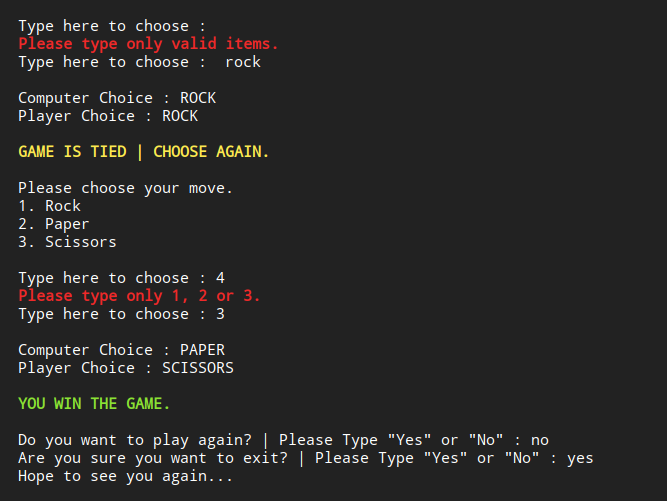 Type here to choose :
Please type only valid items.
Type here to choose :  rock
Computer Choice : ROCK
Player Choice : ROCK
GAME IS TIED | CHOOSE AGAIN.
Please choose your move.
1. Rock
2. Paper
3. Scissors
Type here to choose : 4
Please type only 1, 2 or 3.
Type here to choose : 3
Computer Choice : PAPER
Player Choice : SCISSORS
YOU WIN THE GAME.
Do you want to play again? | Please Type "Yes" or "No" : no
Are you sure you want to exit? | Please Type "Yes" or "No" : yes
Hope to see you again...